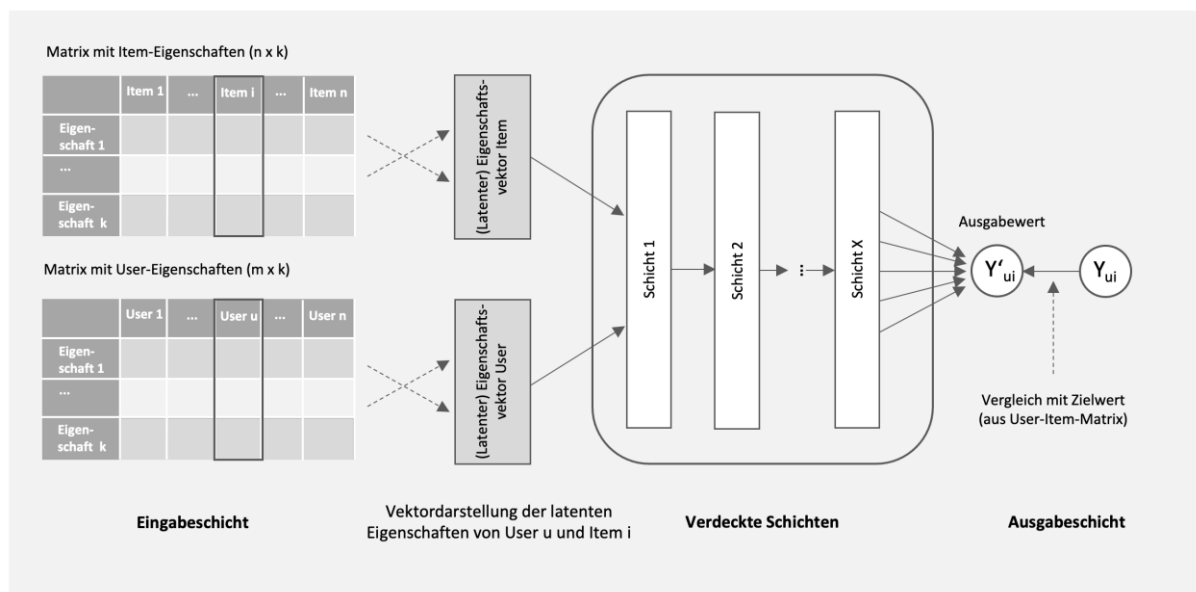 Matrix mit Item-Eigenschaften (n x k)
Item 1 ... Item i ... Item n
Eigen-
schaft 1
...
Eigen-
schaft k
(Latenter) Eigenschafts-
vektor Item
Matrix mit User-Eigenschaften (m x k)
User 1 ... User u ... User n
Eigen-
schaft 1
...
Eigen-
schaft k
(Latenter) Eigenschafts-
vektor User
Schicht 1
Schicht 2
...
Schicht X
Ausgabewert
Y‘ui
Yui
Vergleich mit Zielwert
(aus User-Item-Matrix)
Eingabeschicht
Vektordarstellung der latenten
Eigenschaften von User u und Item i
Verdeckte Schichten
Ausgabeschicht